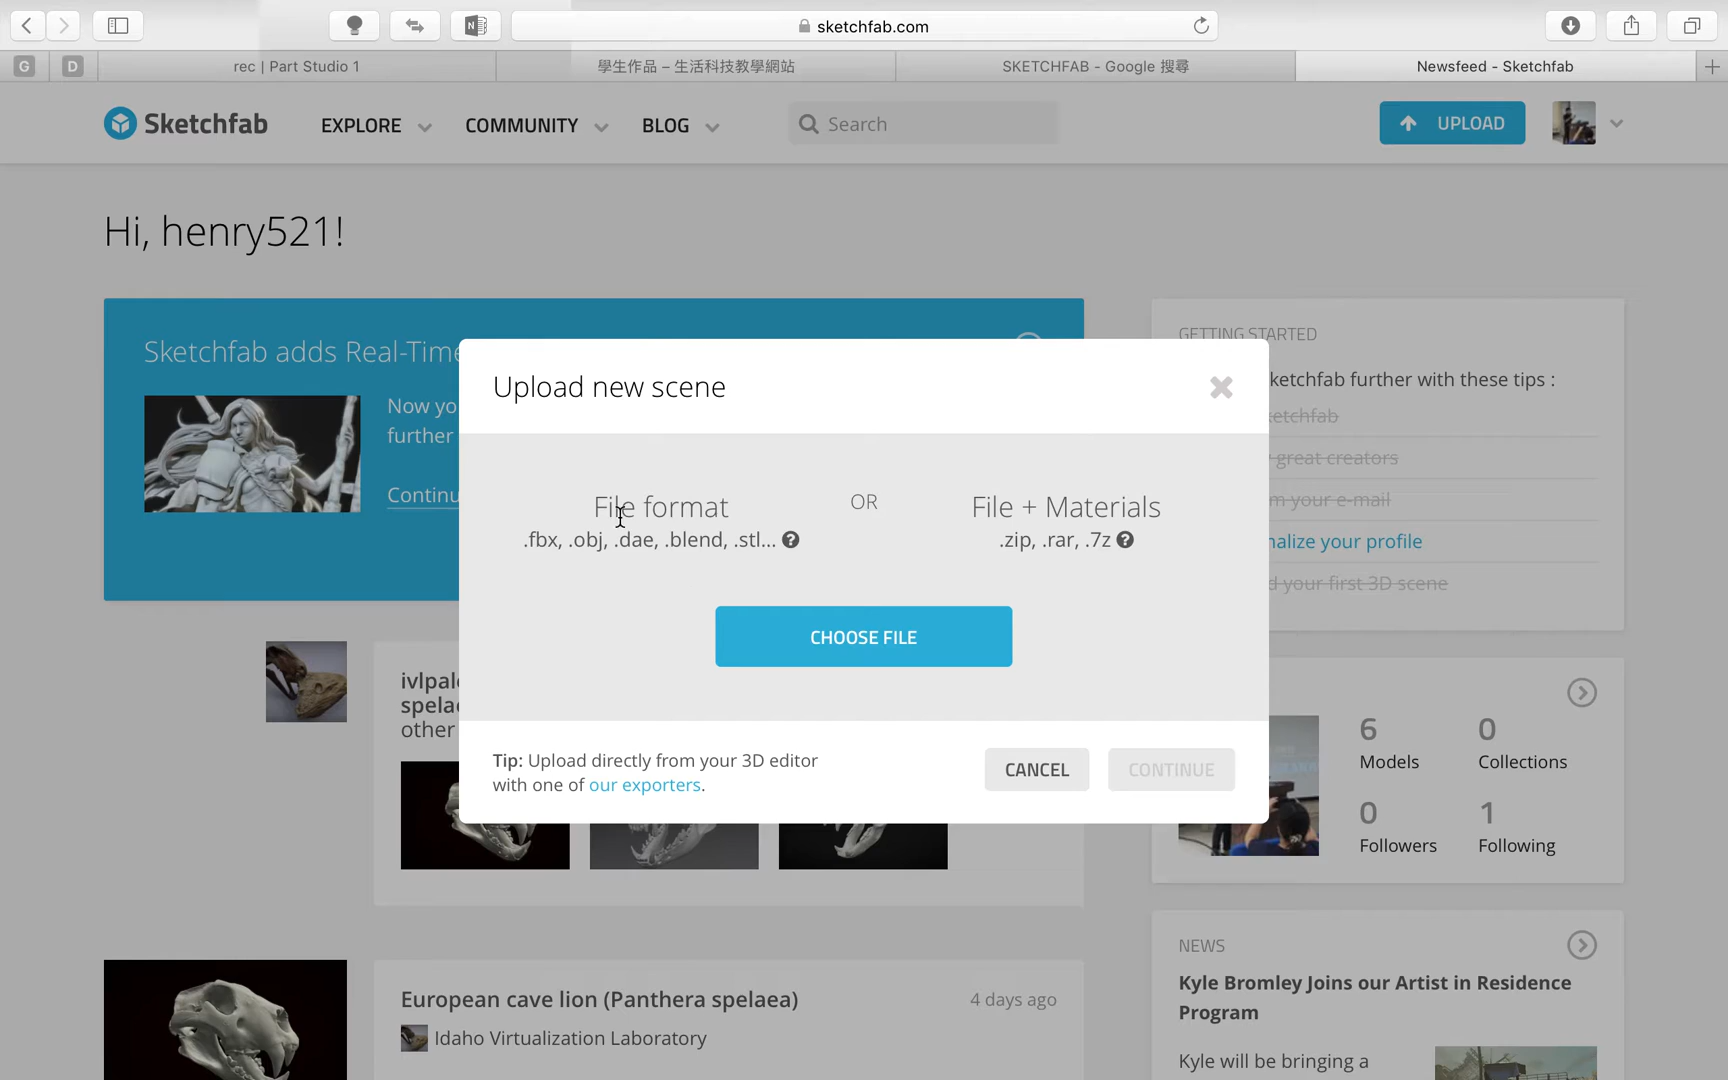 sketchfab.com
G
D
rec | Part Studio 1
學生作品 – 生活科技教學網站
SKETCHFAB - Google 搜尋
Newsfeed - Sketchfab
Sketchfab
EXPLORE
COMMUNITY
BLOG
Search
UPLOAD
Hi, henry521!
Sketchfab adds Real-Time
Now yo
further
Continu
GETTING STARTED
ketchfab further with these tips :
ketchfab
great creators
m your e-mail
nalize your profile
d your first 3D scene
Upload new scene
File format
.fbx, .obj, .dae, .blend, .stl...
OR
File + Materials
.zip, .rar, .7z
CHOOSE FILE
Tip: Upload directly from your 3D editor
with one of our exporters.
CANCEL
CONTINUE
ivlpale
spelae
other
6
Models
0
Collections
0
Followers
1
Following
European cave lion (Panthera spelaea)
4 days ago
Idaho Virtualization Laboratory
NEWS
Kyle Bromley Joins our Artist in Residence
Program
Kyle will be bringing a